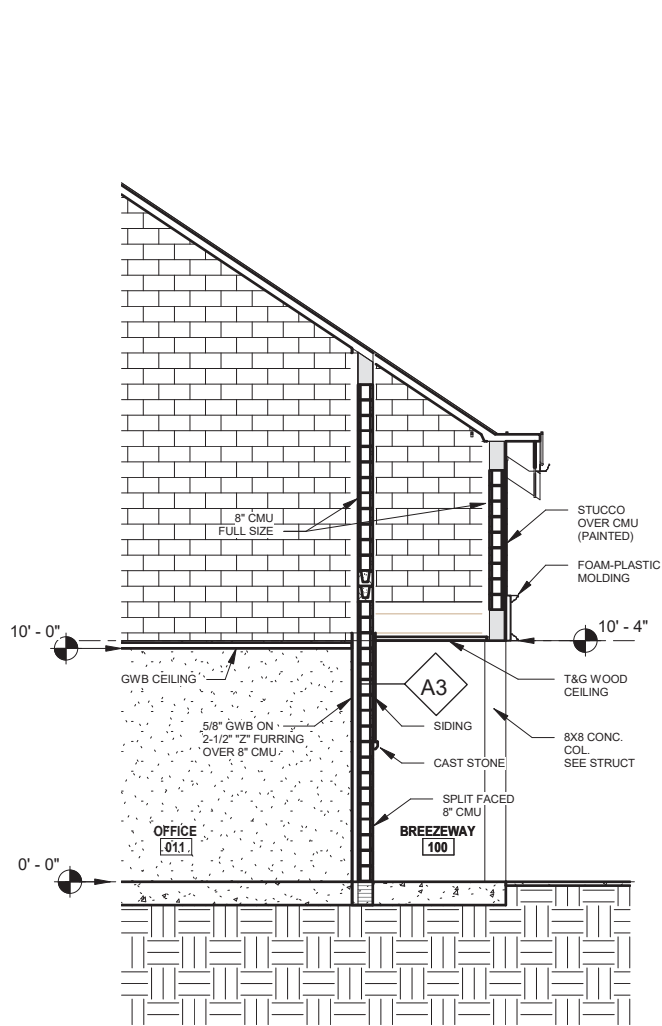 8" CMU
FULL SIZE
STUCCO
OVER CMU
(PAINTED)
FOAM-PLASTIC
MOLDING
10' - 0"
10' - 4"
GWB CEILING
A3
T&G WOOD
CEILING
5/8" GWB ON
2-1/2" "Z" FURRING
OVER 8" CMU
SIDING
8X8 CONC.
COL.
SEE STRUCT
CAST STONE
SPLIT FACED
8" CMU
OFFICE
011
BREEZEWAY
100
0' - 0"